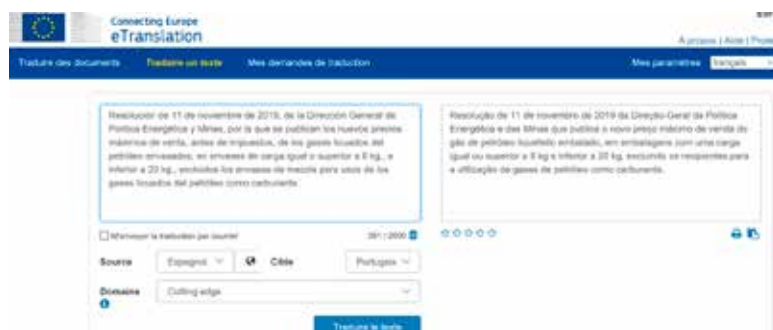 Connecting Europe
eTranslation
A propos | Aide |
Traduire des documents Traduire un texte Mes demandes de traduction Mes paramètres français
Resolución de 11 de noviembre de 2019, de la Dirección General de
Política Energética y Minas, por la que se publican los nuevos precios
máximos de venta, antes de impuestos, de los gases licuados del
petróleo envasados, en envases de carga igual o superior a 8 kg., e
inferior a 20 kg., excluidos los envases de mezcla para usos de los
gases licuados del petróleo como carburante.
Resolução de 11 de novembro de 2019 da Direção-Geral da Política
Energética e das Minas que publica o novo preço máximo de venda do
gás de petróleo liquefeito embalado, em embalagens com uma carga
igual ou superior a 8 kg e inferior a 20 kg, excluindo os recipientes para
a utilização de gases de petróleo como carburante.
M'envoyer la traduction par courriel
/ 2000
Source Espagnol Cible Portugais
Domaine Cutting edge
Traduire le texte